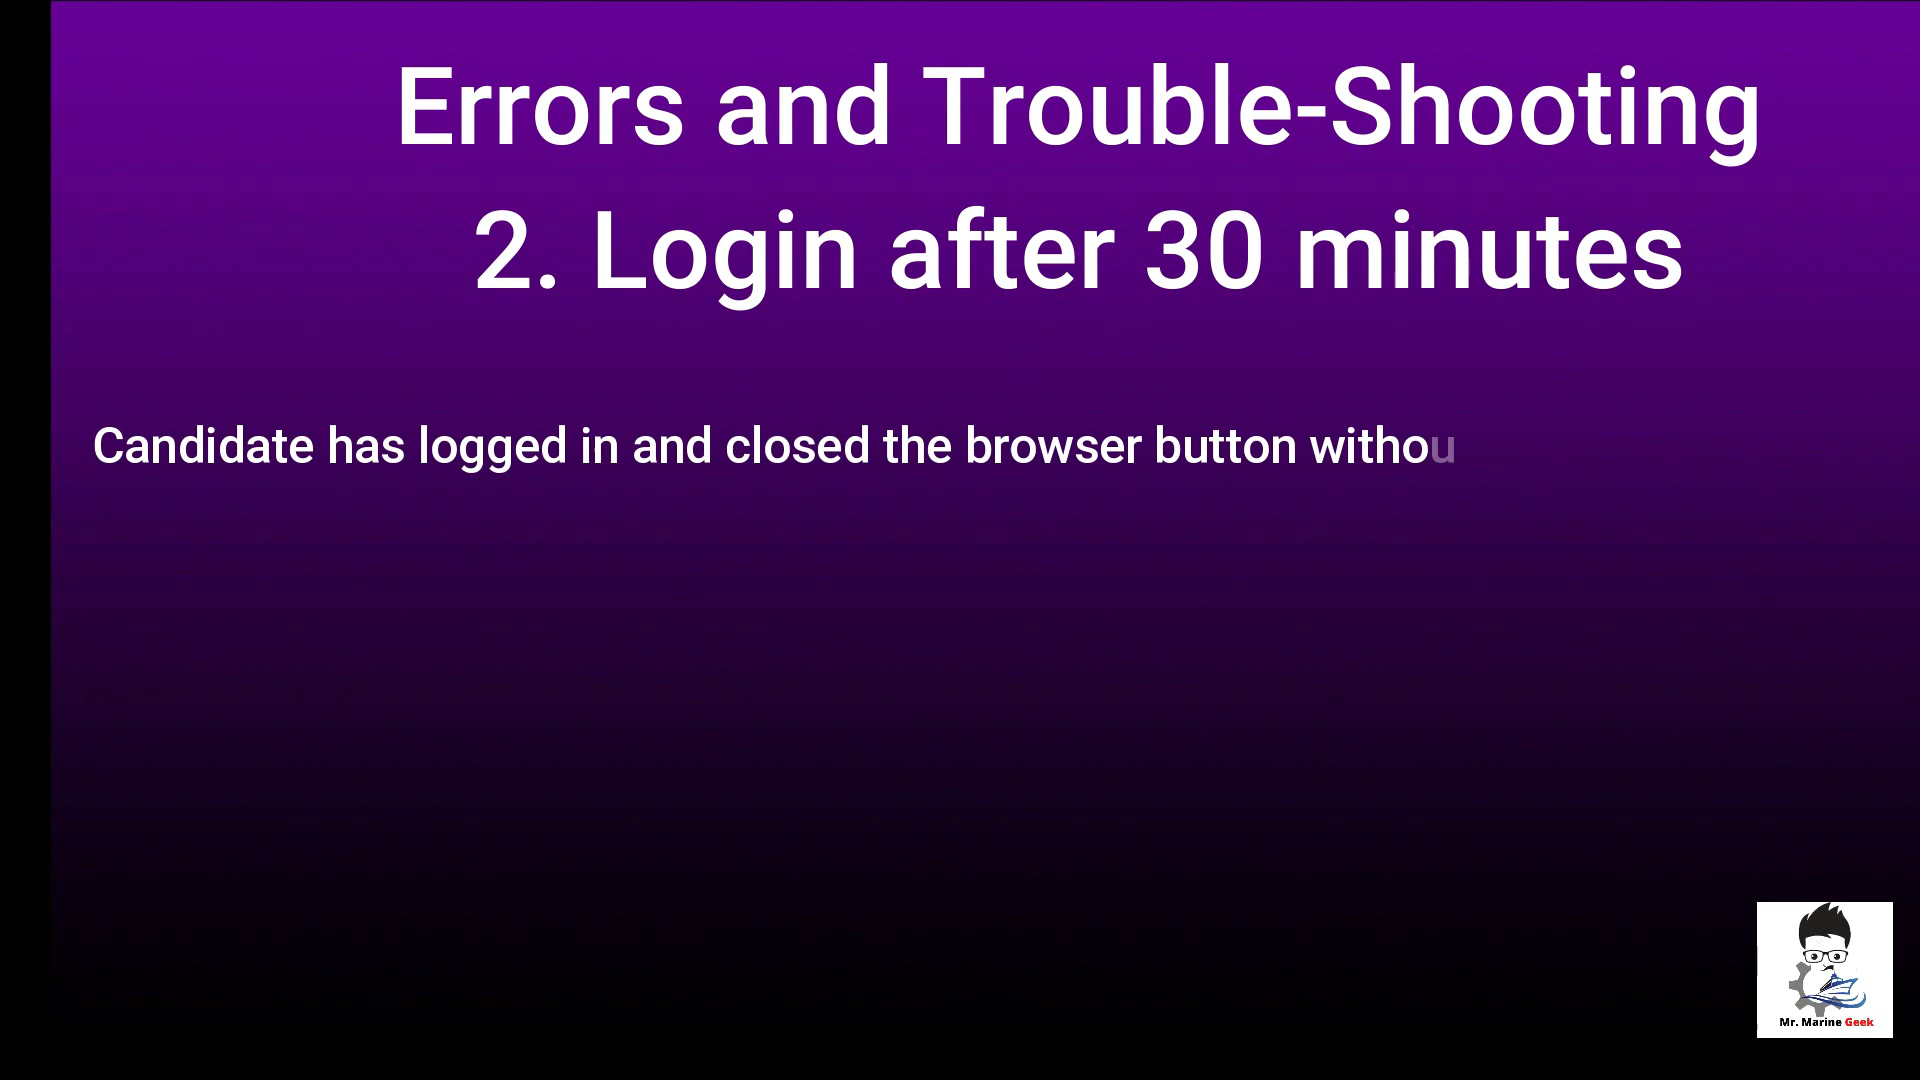 Errors and Trouble-Shooting
2. Login after 30 minutes
Candidate has logged in and closed the browser button withou
Mr. Marine Geek